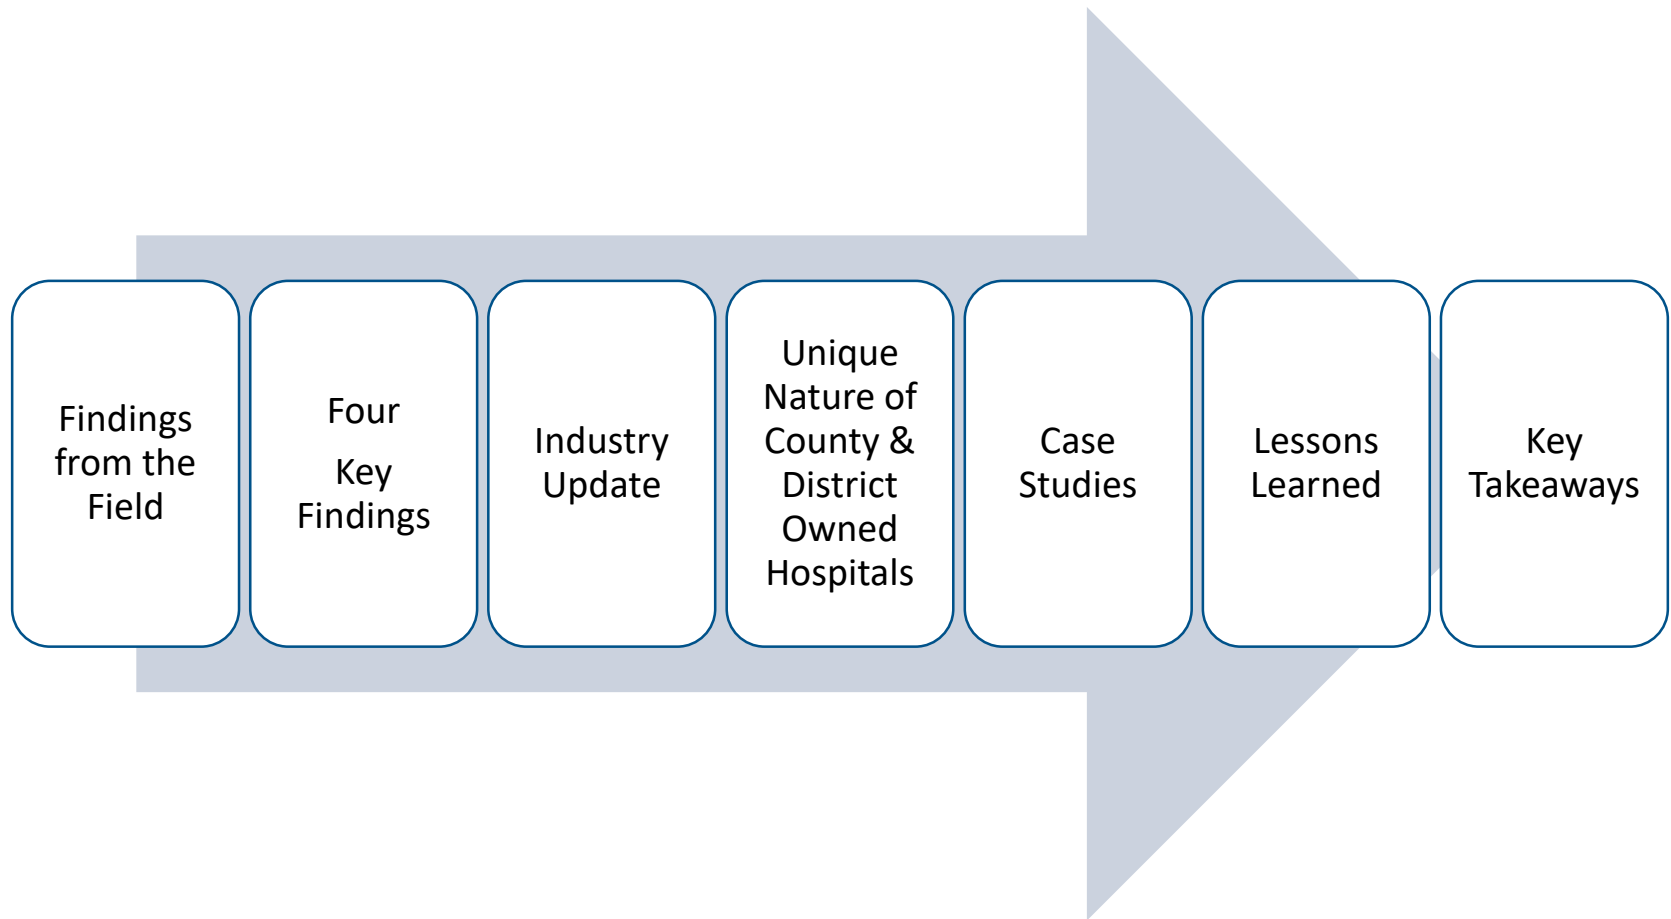 Findings
from the
Field
Four
Key
Findings
Industry
Update
Unique
Nature of
County &
District
Owned
Hospitals
Case
Studies
Lessons
Learned
Key
Takeaways